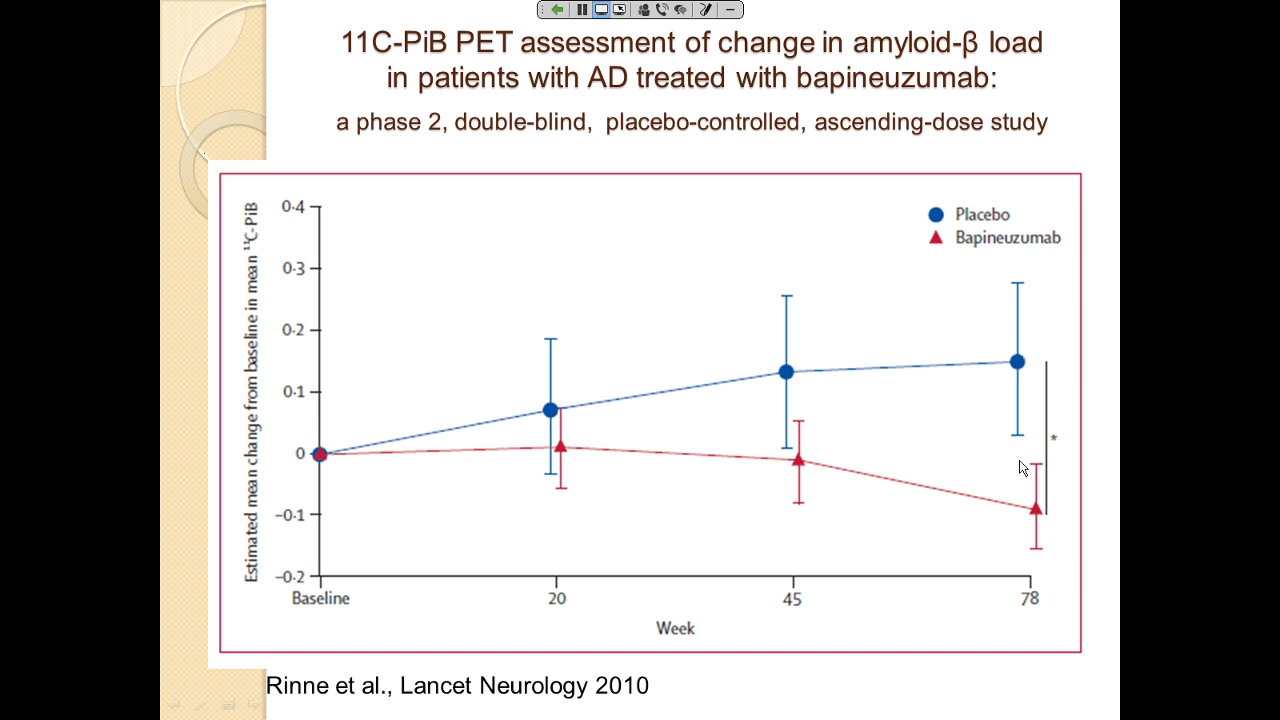 11C-PiB PET assessment of change in amyloid-β load
in patients with AD treated with bapineuzumab:
a phase 2, double-blind, placebo-controlled, ascending-dose study
Estimated mean change from baseline in mean ¹¹C-PiB
0·4
0·3
0·2
0·1
0
−0·1
−0·2
Placebo
Bapineuzumab
*
Baseline
20
45
78
Week
Rinne et al., Lancet Neurology 2010